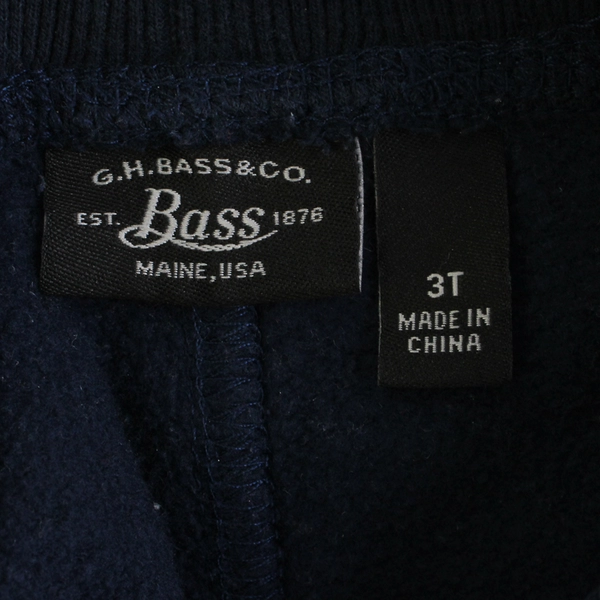 G.H.BASS&CO.
EST. Bass 1876
MAINE, USA
3T
MADE IN
CHINA